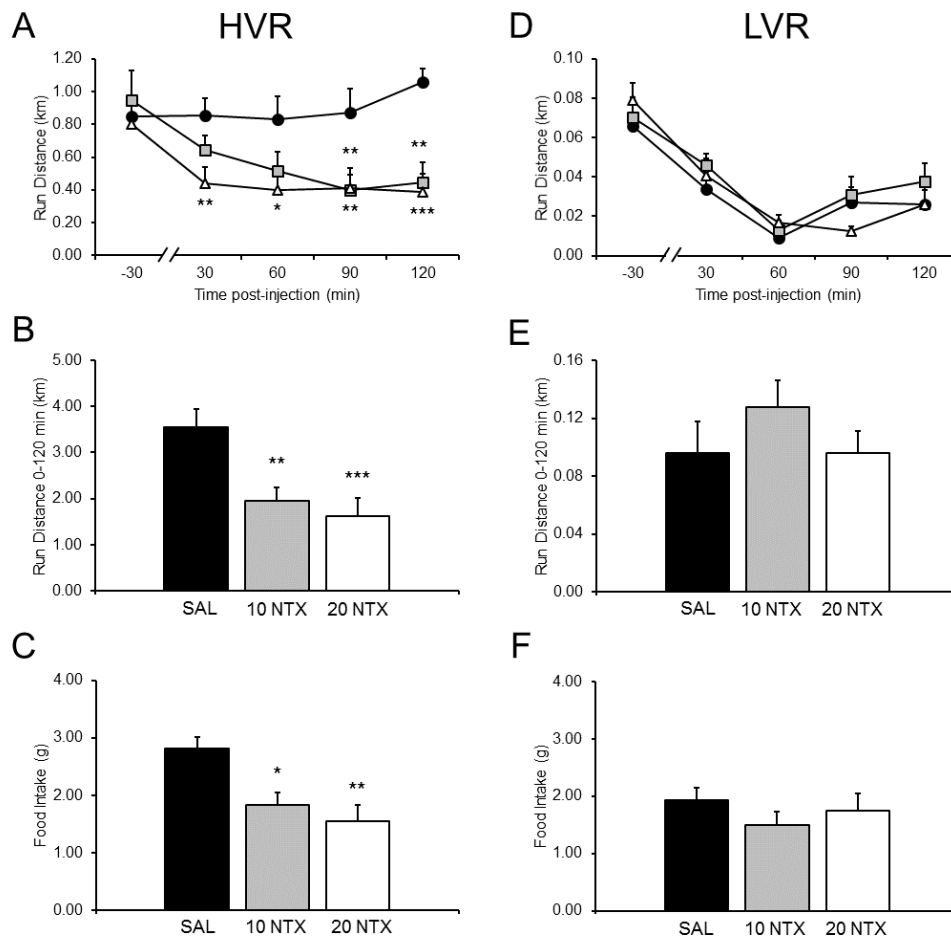 A
HVR
Run Distance (km)
1.20
1.00
0.80
0.60
0.40
0.20
0.00
** **
** * ** ***
-30 30 60 90 120
Time post-injection (min)
B
Run Distance 0-120 min (km)
5.00
4.00
3.00
2.00
1.00
0.00
** ***
SAL 10 NTX 20 NTX
C
Food Intake (g)
4.00
3.00
2.00
1.00
0.00
* **
SAL 10 NTX 20 NTX
D
LVR
Run Distance (km)
0.10
0.08
0.06
0.04
0.02
0.00
-30 30 60 90 120
Time post-injection (min)
E
Run Distance 0-120 min (km)
0.16
0.12
0.08
0.04
0.00
SAL 10 NTX 20 NTX
F
Food Intake (g)
4.00
3.00
2.00
1.00
0.00
SAL 10 NTX 20 NTX